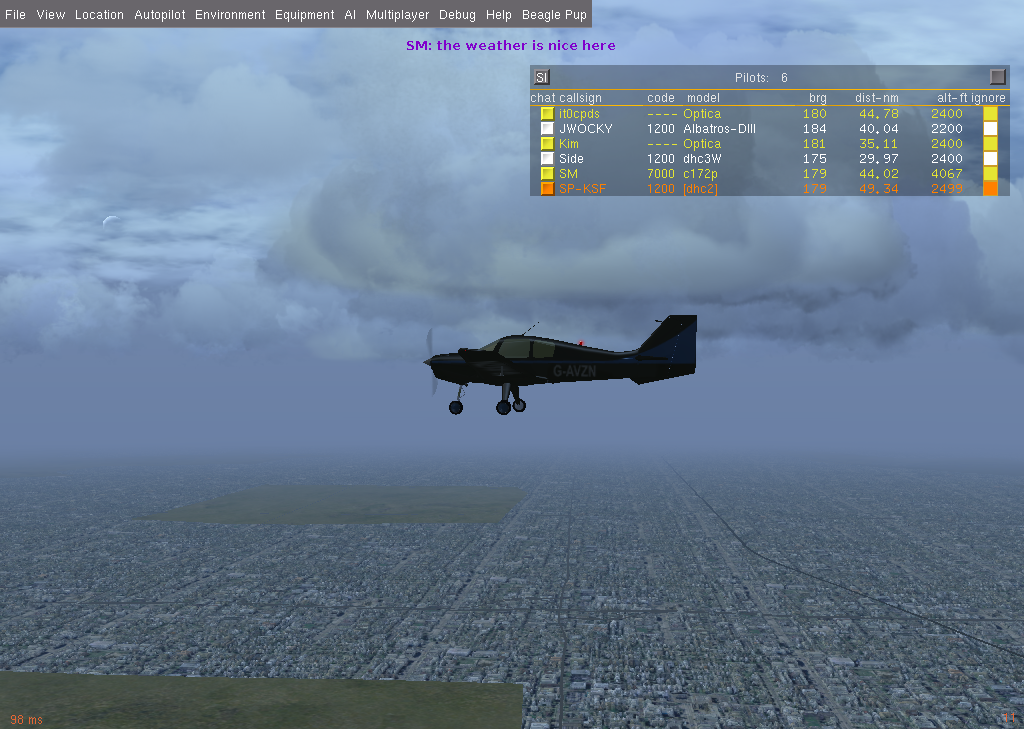 File View Location Autopilot Environment Equipment AI Multiplayer Debug Help Beagle Pup
SM: the weather is nice here
SI Pilots: 6
chat callsign code model brg dist-nm alt-ft ignore
it0cpds ---- Optica 180 44.78 2400
JWOCKY 1200 Albatros-DIII 184 40.04 2200
Kim ---- Optica 181 35.11 2400
Side 1200 dhc3W 175 29.97 2400
SM 7000 c172p 179 44.02 4067
SP-KSF 1200 [dhc2] 179 49.34 2499
G-AVZN
98 ms